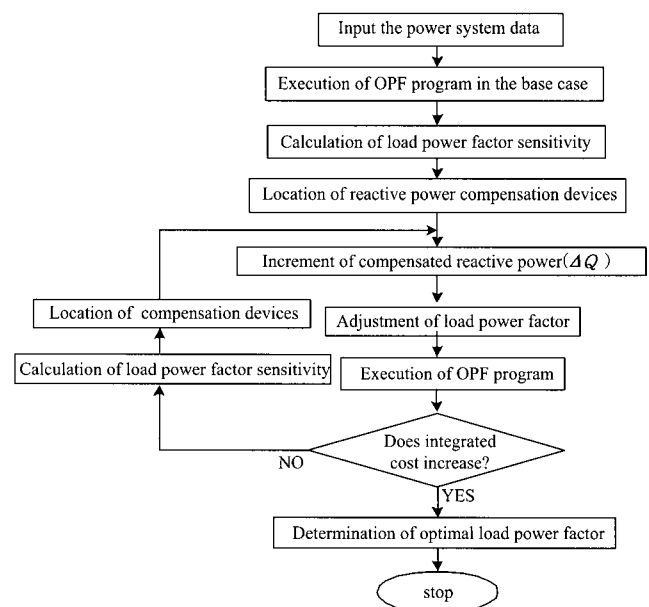 Input the power system data
Execution of OPF program in the base case
Calculation of load power factor sensitivity
Location of reactive power compensation devices
Increment of compensated reactive power(ΔQ )
Location of compensation devices
Adjustment of load power factor
Calculation of load power factor sensitivity
Execution of OPF program
Does integrated
cost increase?
NO
YES
Determination of optimal load power factor
stop